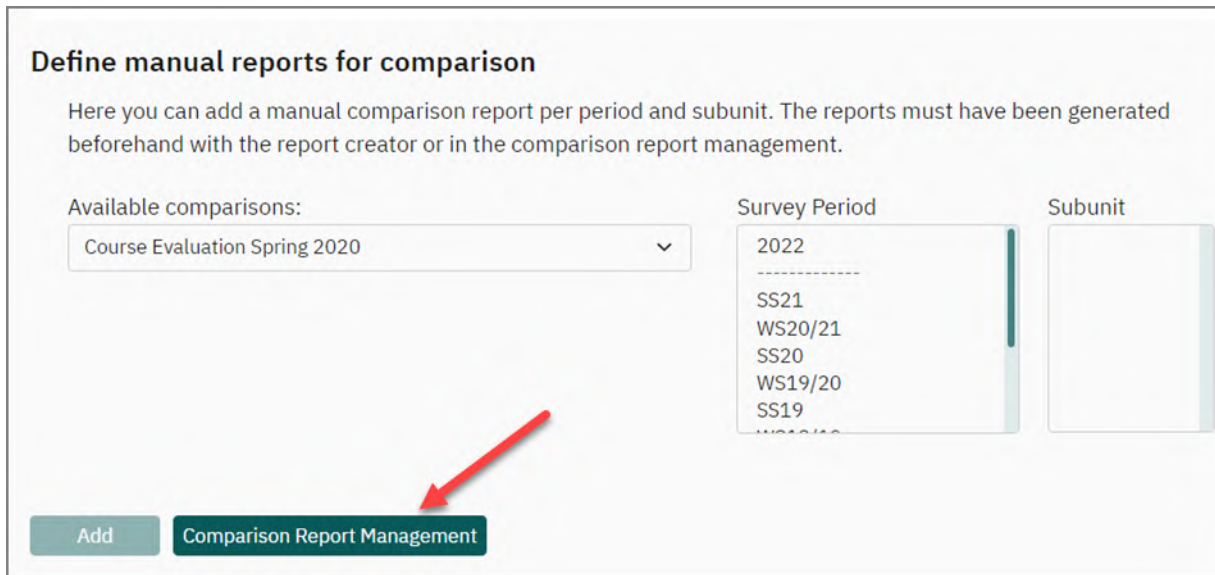 Define manual reports for comparison
Here you can add a manual comparison report per period and subunit. The reports must have been generated
beforehand with the report creator or in the comparison report management.
Available comparisons:
Course Evaluation Spring 2020
Survey Period
2022
-------------
SS21
WS20/21
SS20
WS19/20
SS19
Subunit
Add
Comparison Report Management